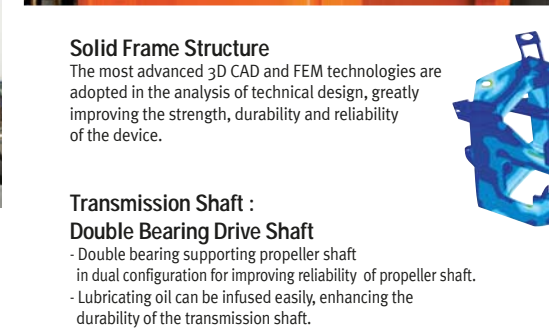 Solid Frame Structure
The most advanced 3D CAD and FEM technologies are
adopted in the analysis of technical design, greatly
improving the strength, durability and reliability
of the device.
Transmission Shaft :
Double Bearing Drive Shaft
- Double bearing supporting propeller shaft
in dual configuration for improving reliability of propeller shaft.
- Lubricating oil can be infused easily, enhancing the
durability of the transmission shaft.